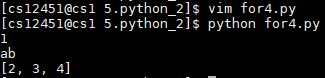 [cs12451@cs1 5.python_2]$ vim for4.py
[cs12451@cs1 5.python_2]$ python for4.py
1
ab
[2, 3, 4]